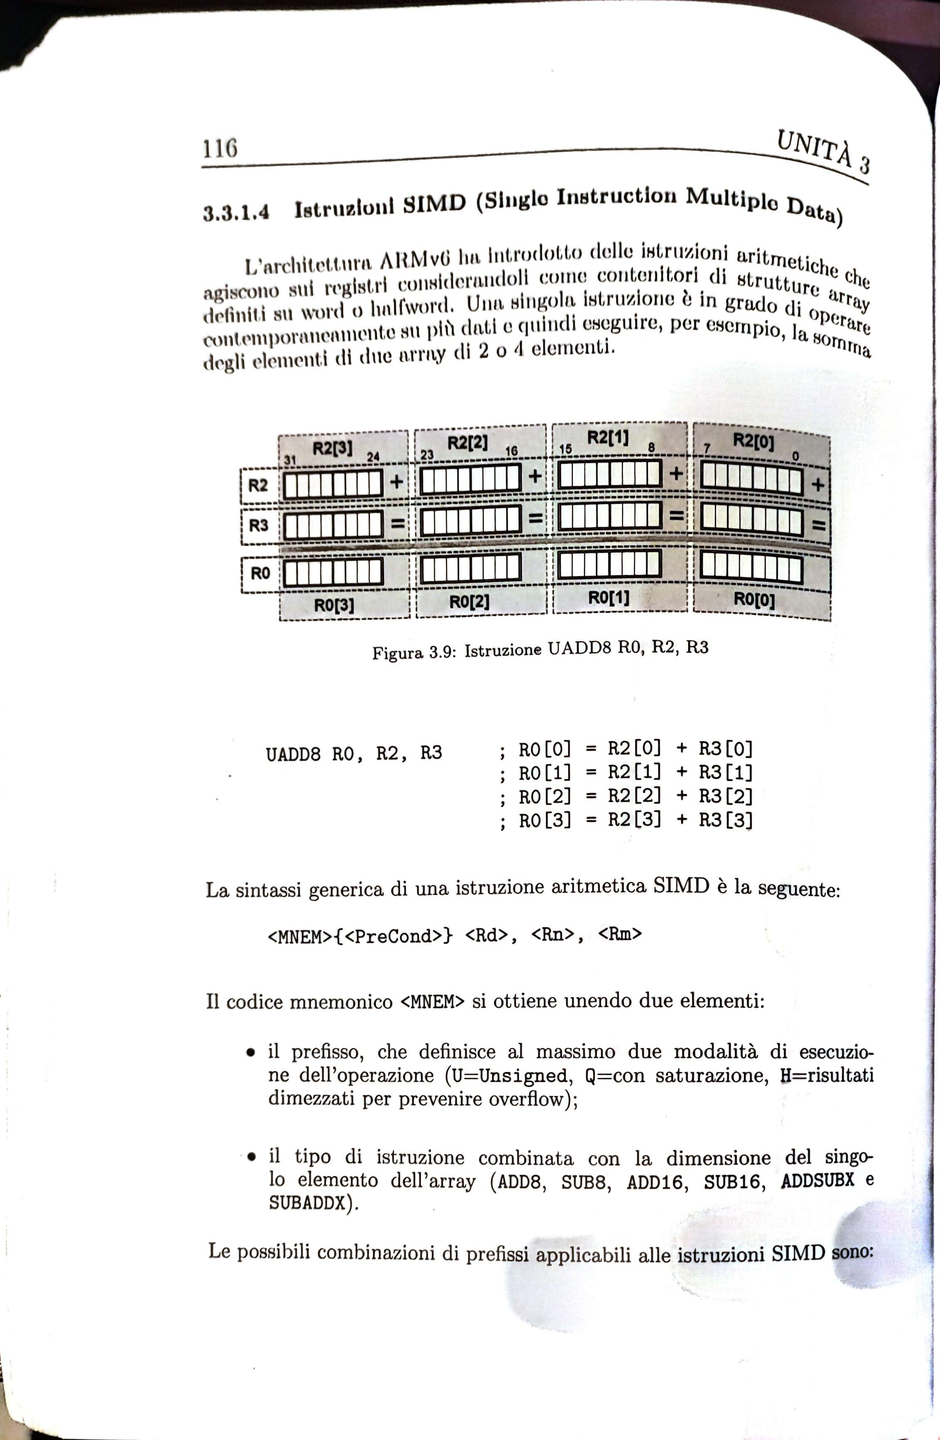 116
UNITÀ 3
3.3.1.4 Istruzioni SIMD (Single Instruction Multiple Data)
L'architettura ARMv6 ha introdotto delle istruzioni aritmetiche che
agiscono sui registri considerandoli come contenitori di strutture array
definiti su word o halfword. Una singola istruzione è in grado di operare
contemporaneamente su più dati e quindi eseguire, per esempio, la somma
degli elementi di due array di 2 o 4 elementi.
R2[3] R2[2] R2[1] R2[0]
31 24 23 16 15 8 7 0
R2 + + + +
R3 = = = =
R0
R0[3] R0[2] R0[1] R0[0]
Figura 3.9: Istruzione UADD8 R0, R2, R3
UADD8 R0, R2, R3 ; R0[0] = R2[0] + R3[0]
; R0[1] = R2[1] + R3[1]
; R0[2] = R2[2] + R3[2]
; R0[3] = R2[3] + R3[3]
La sintassi generica di una istruzione aritmetica SIMD è la seguente:
<MNEM>{<PreCond>} <Rd>, <Rn>, <Rm>
Il codice mnemonico <MNEM> si ottiene unendo due elementi:
• il prefisso, che definisce al massimo due modalità di esecuzio-
ne dell'operazione (U=Unsigned, Q=con saturazione, H=risultati
dimezzati per prevenire overflow);
• il tipo di istruzione combinata con la dimensione del singo-
lo elemento dell'array (ADD8, SUB8, ADD16, SUB16, ADDSUBX e
SUBADDX).
Le possibili combinazioni di prefissi applicabili alle istruzioni SIMD sono: